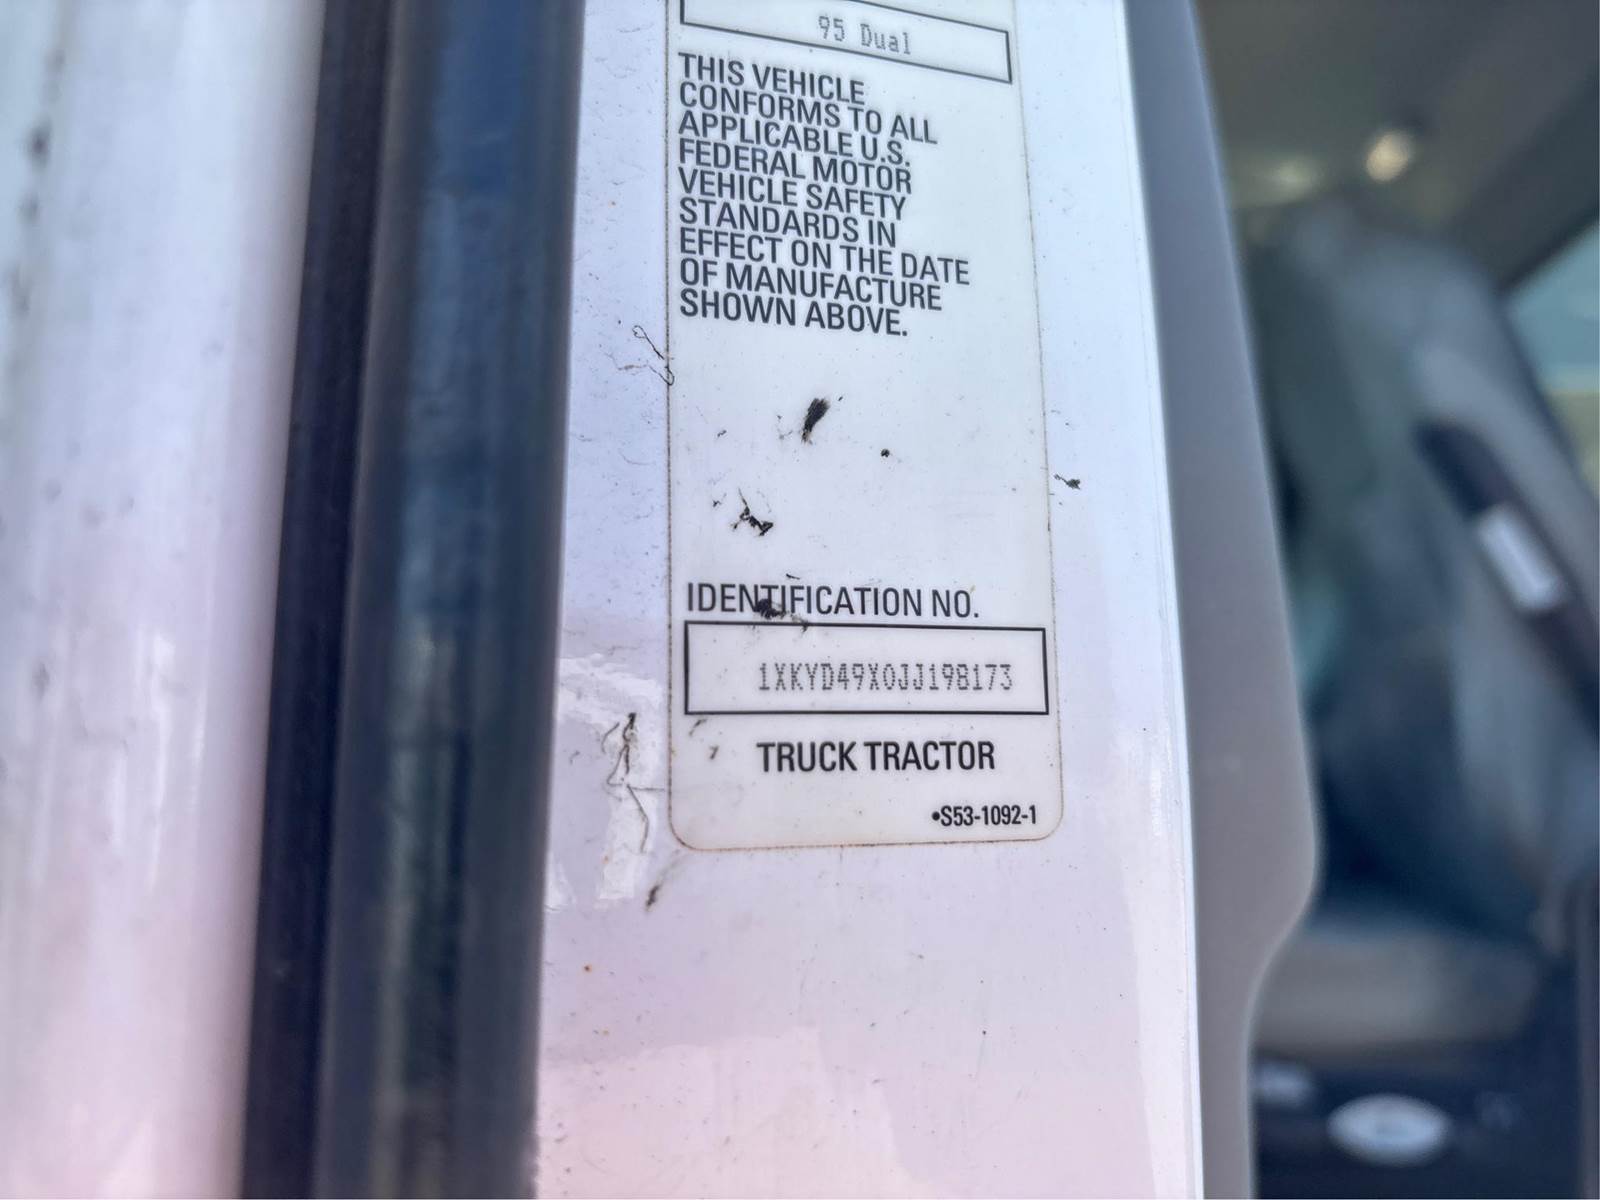 95 Dual
THIS VEHICLE
CONFORMS TO ALL
APPLICABLE U.S.
FEDERAL MOTOR
VEHICLE SAFETY
STANDARDS IN
EFFECT ON THE DATE
OF MANUFACTURE
SHOWN ABOVE.
IDENTIFICATION NO.
1XKYD49X0JJ198173
TRUCK TRACTOR
•S53-1092-1